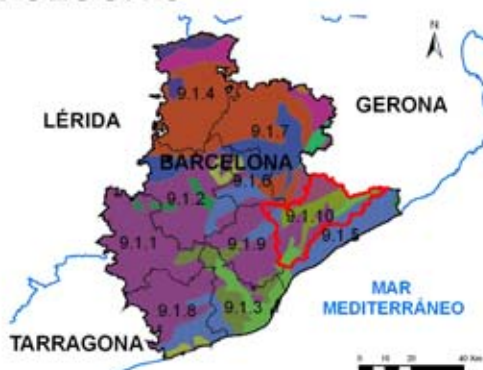 N
GERONA
LÉRIDA
9.1.4
9.1.7
BARCELONA
9.1.6
9.1.2
9.1.10
9.1.1
9.1.9
9.1.5
9.1.8
9.1.3
MAR
MEDITERRÁNEO
TARRAGONA
0
10
20
40 Km